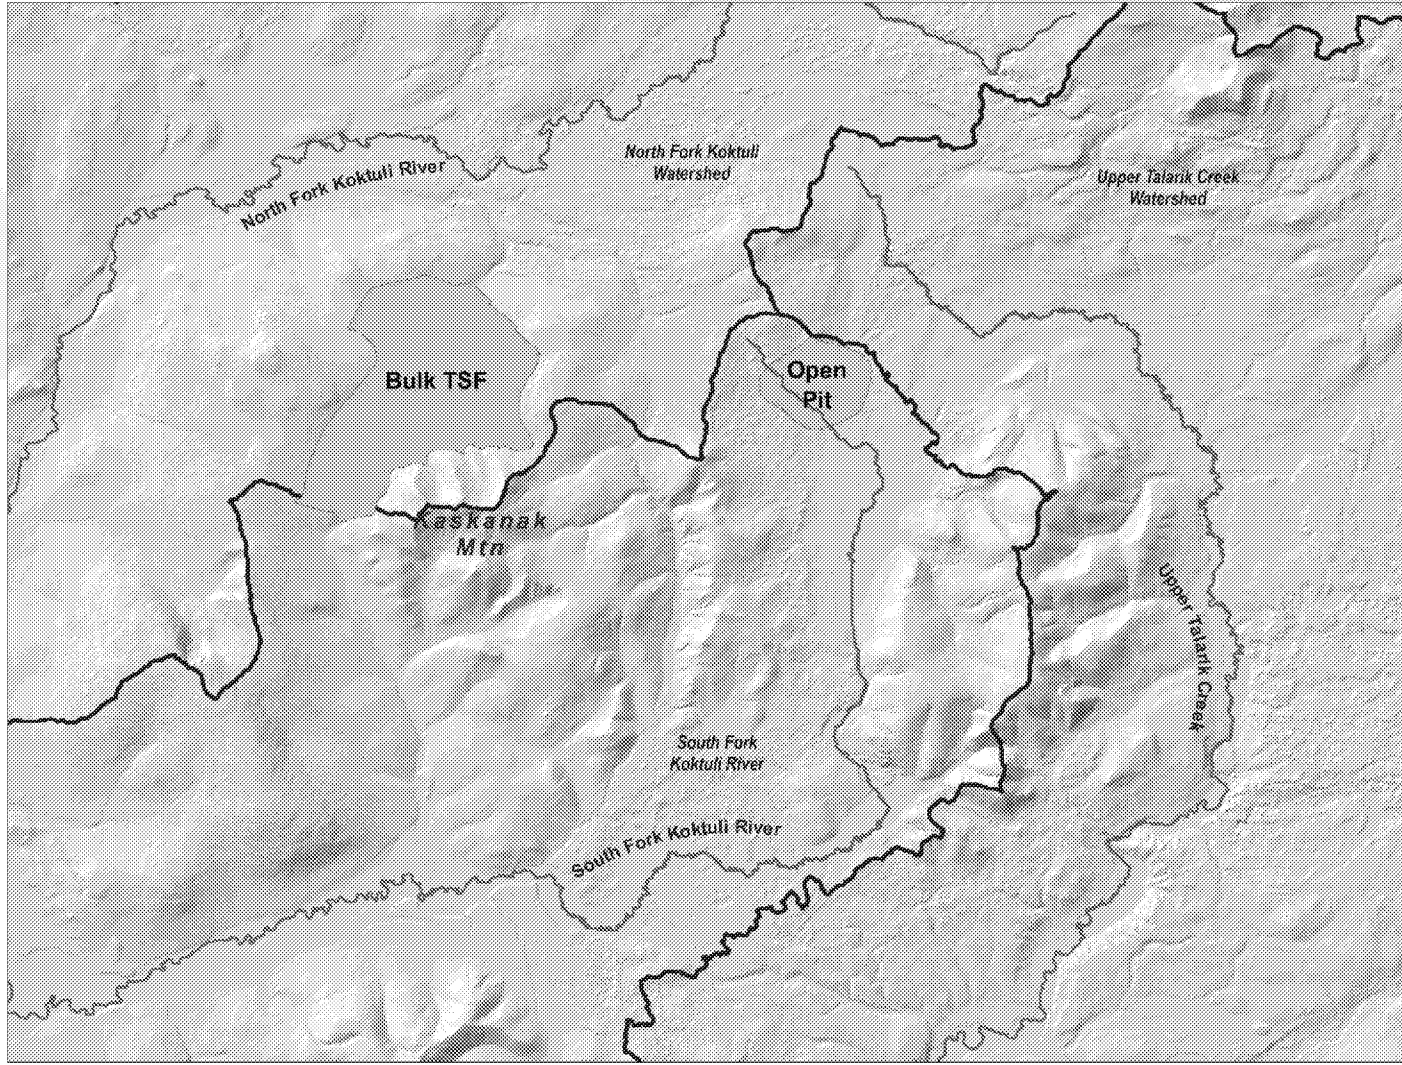 North Fork Koktuli
Watershed
Upper Talarik Creek
Watershed
North Fork Koktuli River
Bulk TSF
Open
Pit
Kaskanak
Mtn
Upper Talarik Creek
South Fork
Koktuli River
South Fork Koktuli River